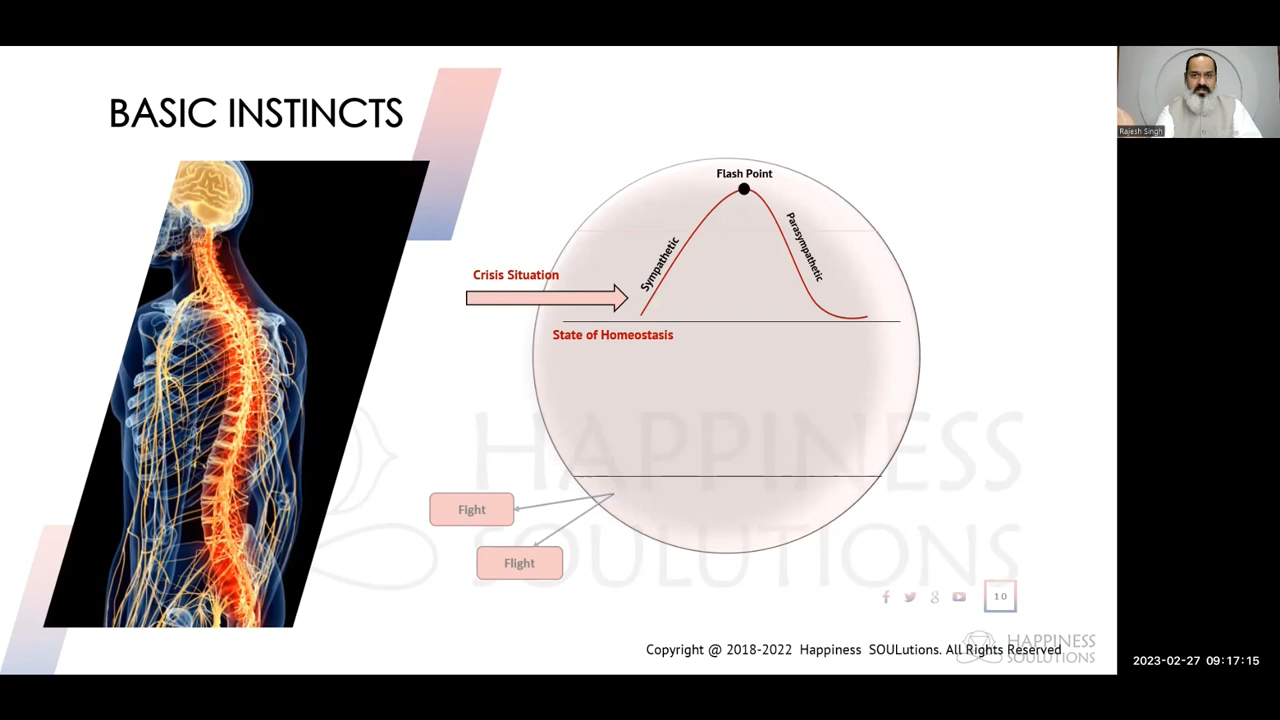 BASIC INSTINCTS
Rajesh Singh
Flash Point
Sympathetic
Parasympathetic
Crisis Situation
State of Homeostasis
HAPPINESS
SOULUTIONS
Fight
Flight
10
Copyright @ 2018-2022 Happiness SOULutions. All Rights Reserved
HAPPINESS
SOULUTIONS
2023-02-27 09:17:15